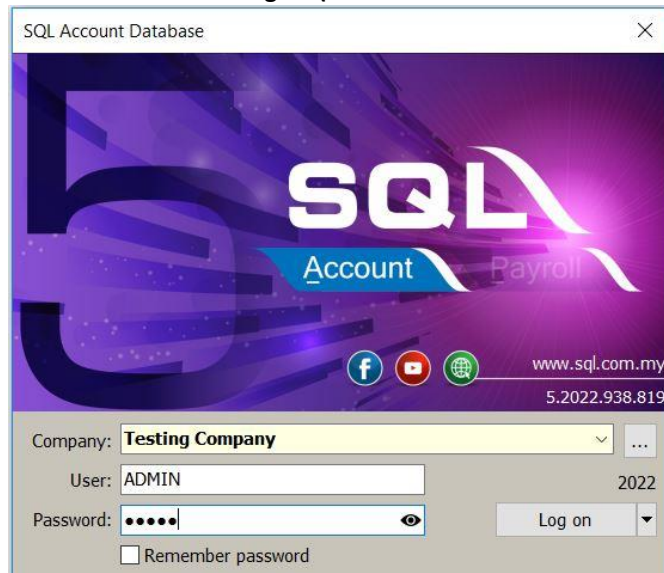 SQL Account Database
SQL
Account
Payroll
www.sql.com.my
5.2022.938.819
Company: Testing Company ...
User: ADMIN 2022
Password: ••••• Log on
Remember password